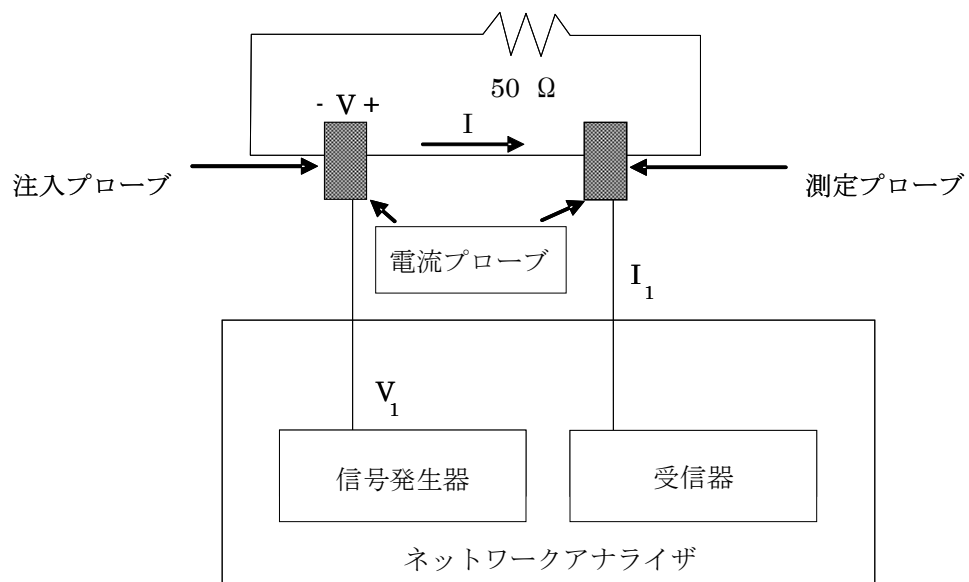 50 Ω
- V +
I
注入プローブ
測定プローブ
電流プローブ
I1
V1
信号発生器
受信器
ネットワークアナライザ